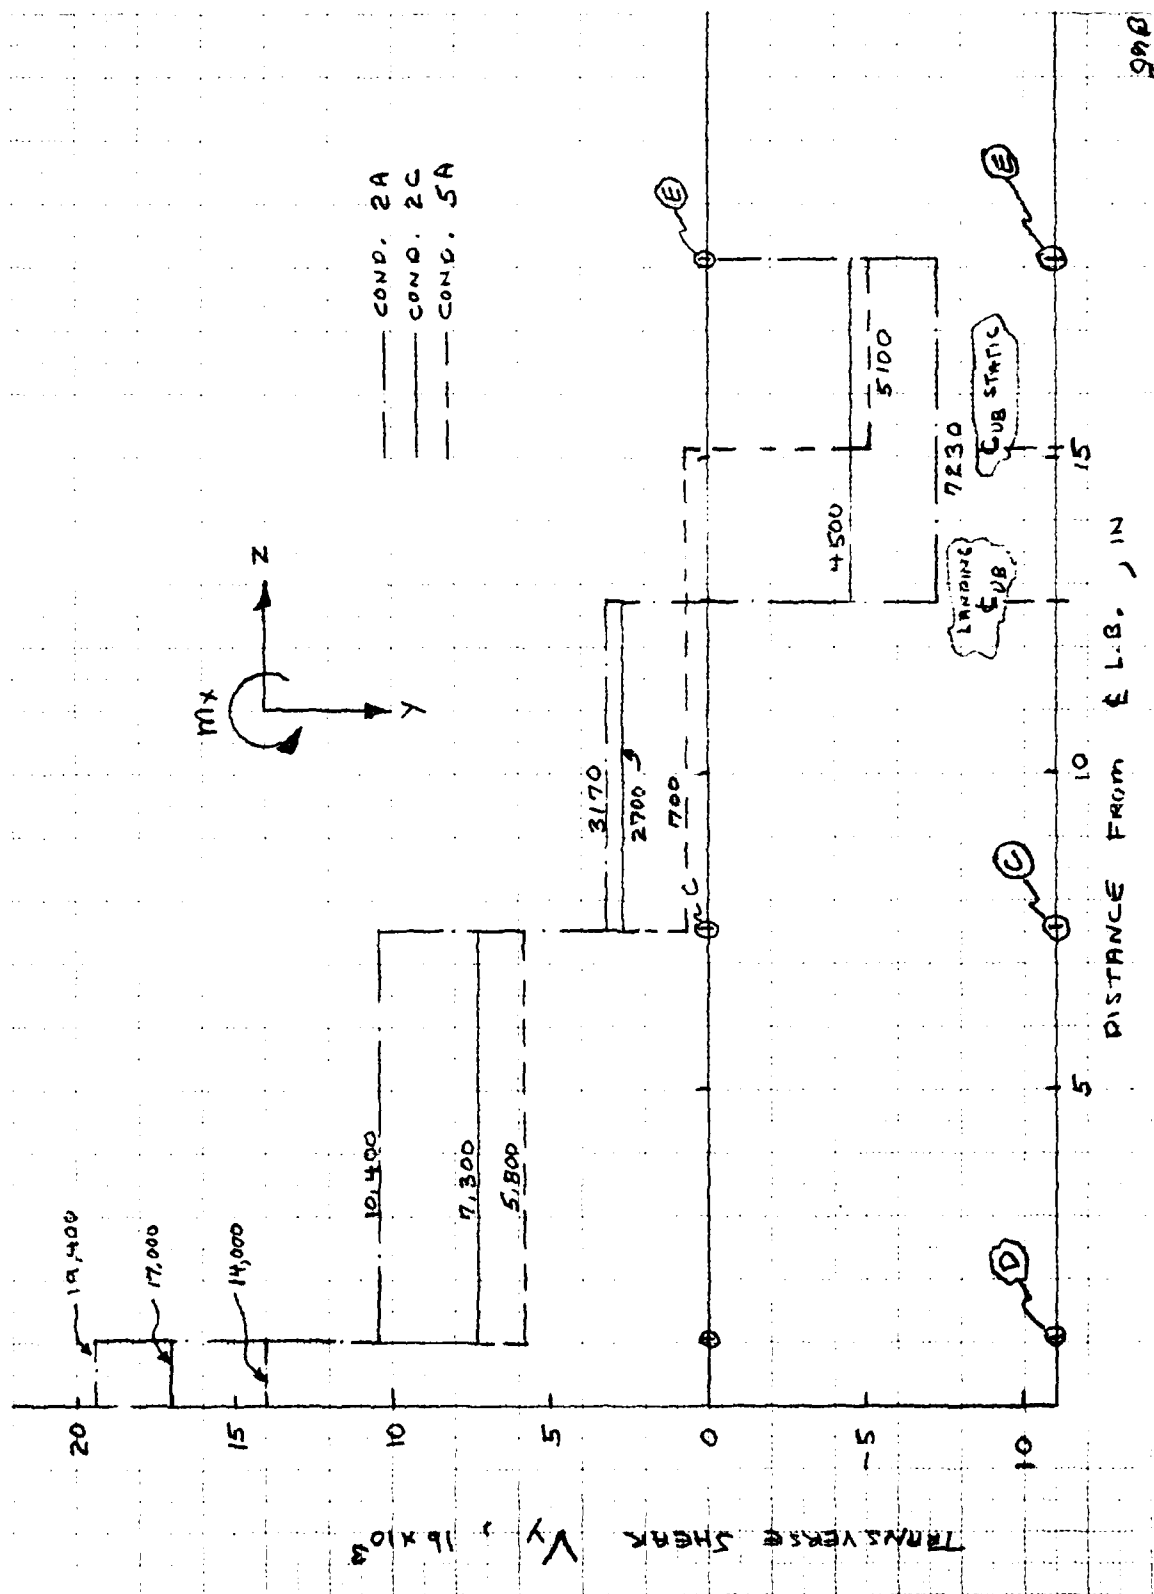 TRANSVERSE SHEAR Vy, lb x 10³
20
15
10
5
0
-5
-10
19,400
17,000
14,000
10,400
7,300
5,800
3170
2700
700
C
4500
5100
7230
Mx
Z
Y
COND. 2A
COND. 2C
COND. 5A
E
E
C
D
LANDING
℄ UB
℄ UB STATIC
5
10
15
DISTANCE FROM ℄ L.B., IN